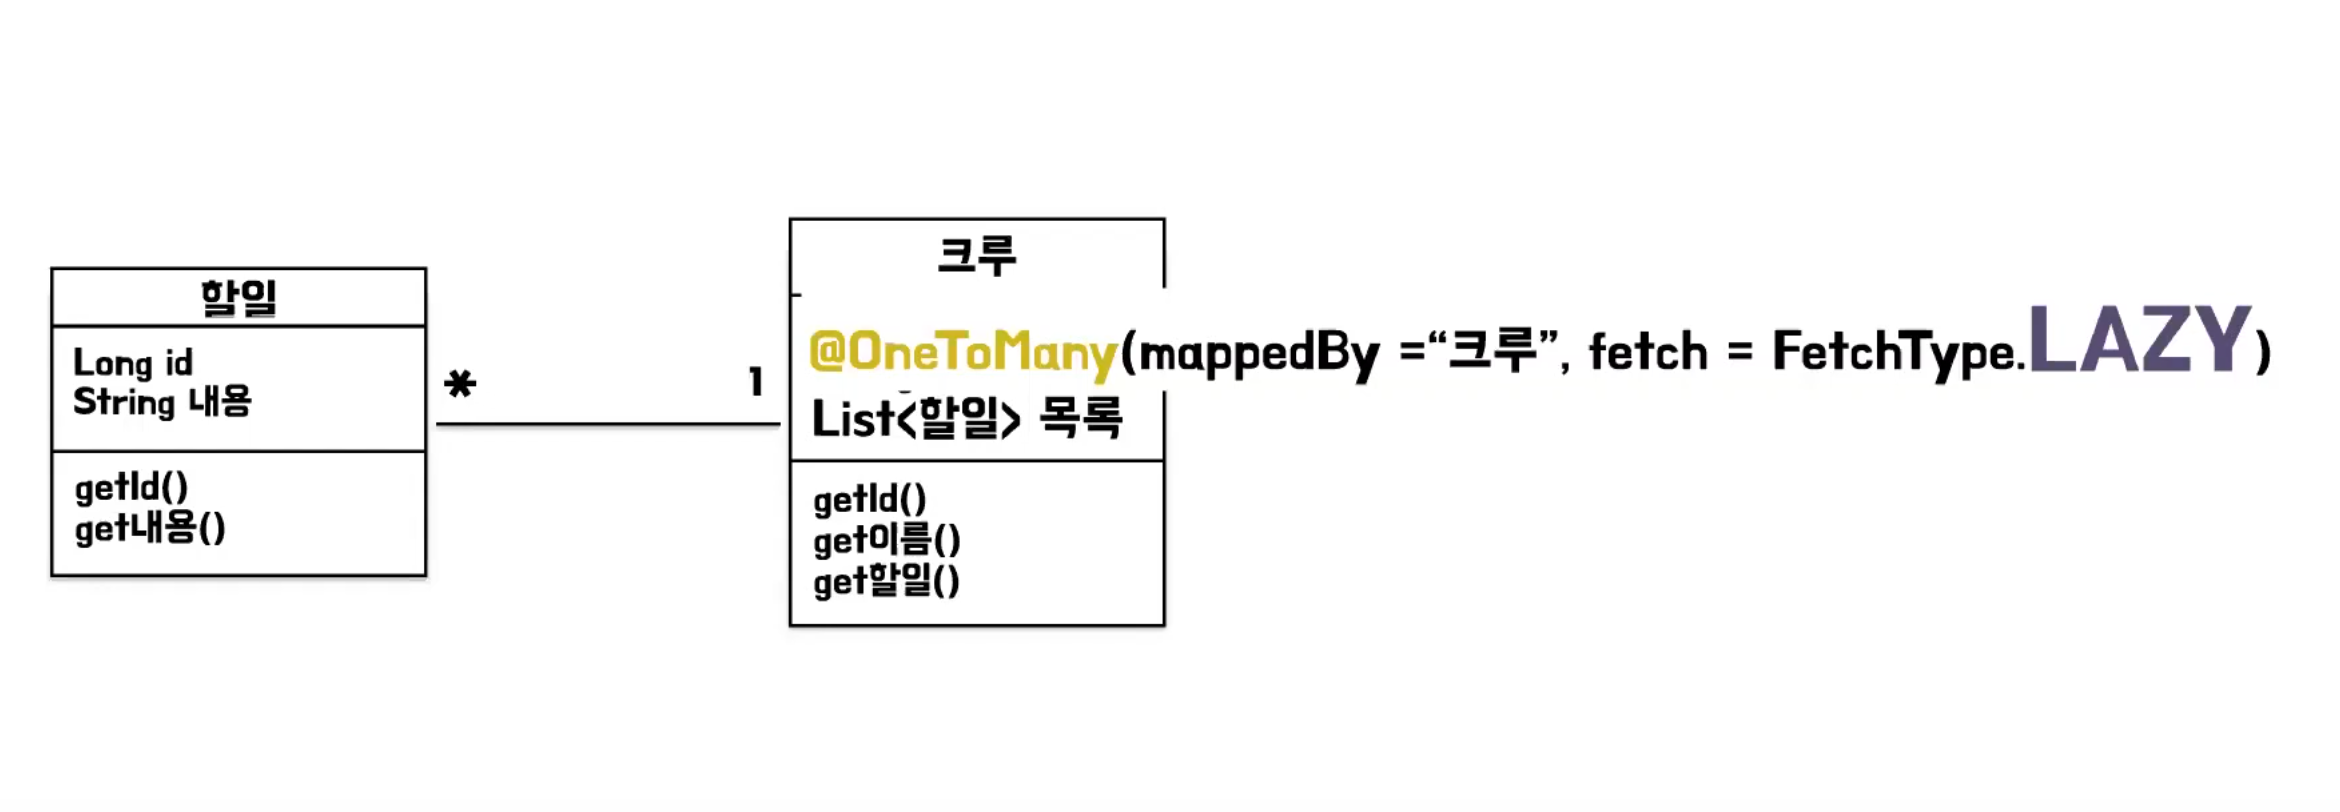 할일
Long id
String 내용
getId()
get내용()
*
1
크루
@OneToMany(mappedBy =“크루”, fetch = FetchType.LAZY)
List<할일> 목록
getId()
get이름()
get할일()